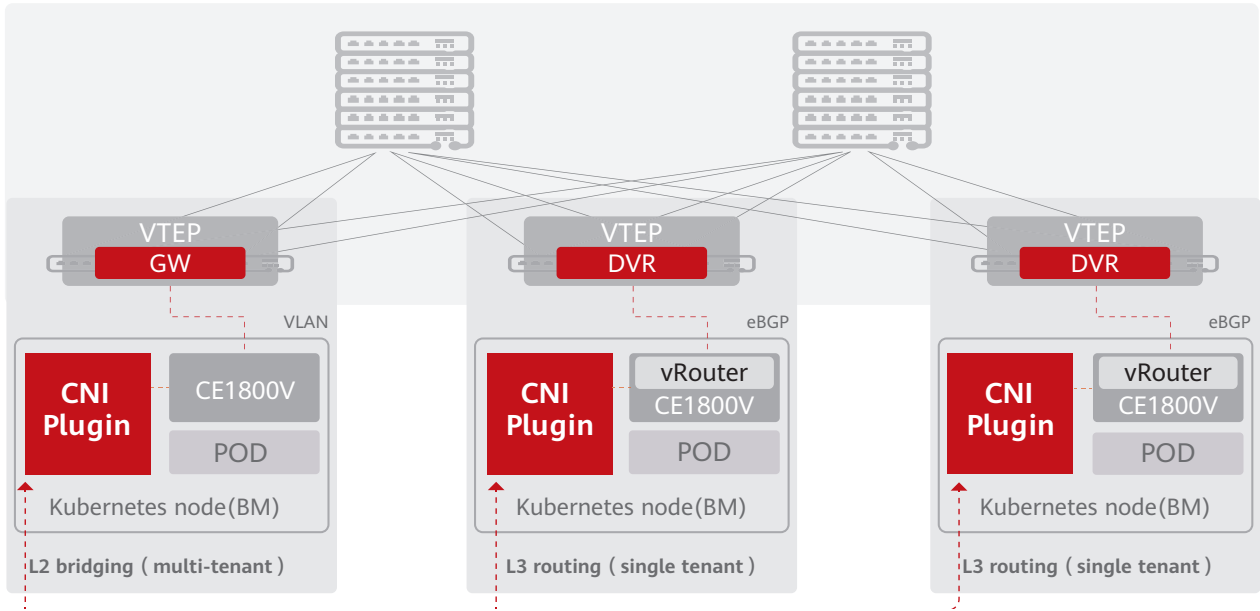 VTEP
GW
VTEP
DVR
VTEP
DVR
VLAN
eBGP
eBGP
CNI
Plugin
CE1800V
POD
Kubernetes node(BM)
CNI
Plugin
vRouter
CE1800V
POD
Kubernetes node(BM)
CNI
Plugin
vRouter
CE1800V
POD
Kubernetes node(BM)
L2 bridging ( multi-tenant )
L3 routing ( single tenant )
L3 routing ( single tenant )